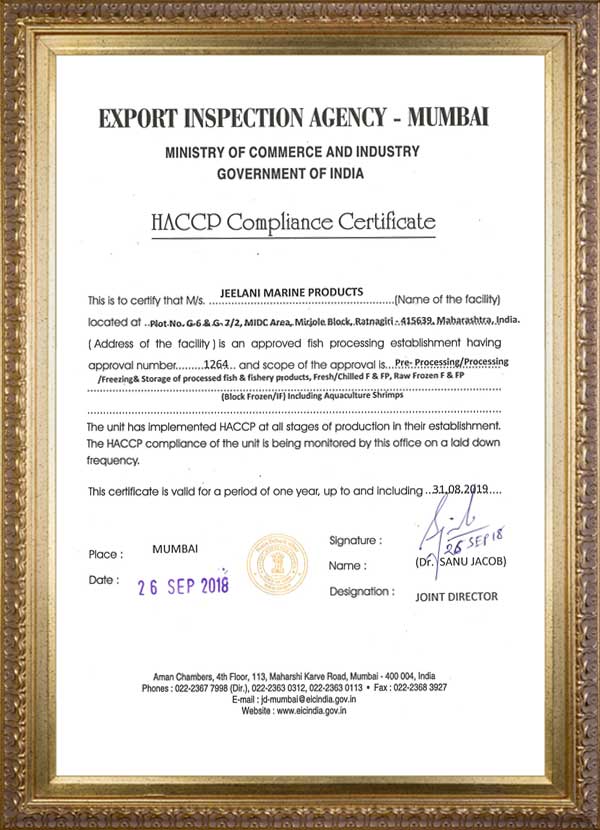 EXPORT INSPECTION AGENCY - MUMBAI
MINISTRY OF COMMERCE AND INDUSTRY
GOVERNMENT OF INDIA
HACCP Compliance Certificate
This is to certify that M/s. JEELANI MARINE PRODUCTS (Name of the facility)
located at Plot No. G-6 & G- 7/2, MIDC Area, Mirjole Block, Ratnagiri - 415639, Maharashtra, India.
( Address of the facility ) is an approved fish processing establishment having
approval number 1264 and scope of the approval is Pre- Processing/Processing
/Freezing& Storage of processed fish & fishery products, Fresh/Chilled F & FP, Raw Frozen F & FP
(Block Frozen/IF) Including Aquaculture Shrimps
The unit has implemented HACCP at all stages of production in their establishment.
The HACCP compliance of the unit is being monitored by this office on a laid down
frequency.
This certificate is valid for a period of one year, up to and including 31.08.2019
Signature :
26 SEP 18
Place : MUMBAI
Name : (Dr. SANU JACOB)
Date : 26 SEP 2018
Designation : JOINT DIRECTOR
Aman Chambers, 4th Floor, 113, Maharshi Karve Road, Mumbai - 400 004, India
Phones : 022-2367 7998 (Dir.), 022-2363 0312, 022-2363 0113 • Fax : 022-2368 3927
E-mail : jd-mumbai@eicindia.gov.in
Website : www.eicindia.gov.in